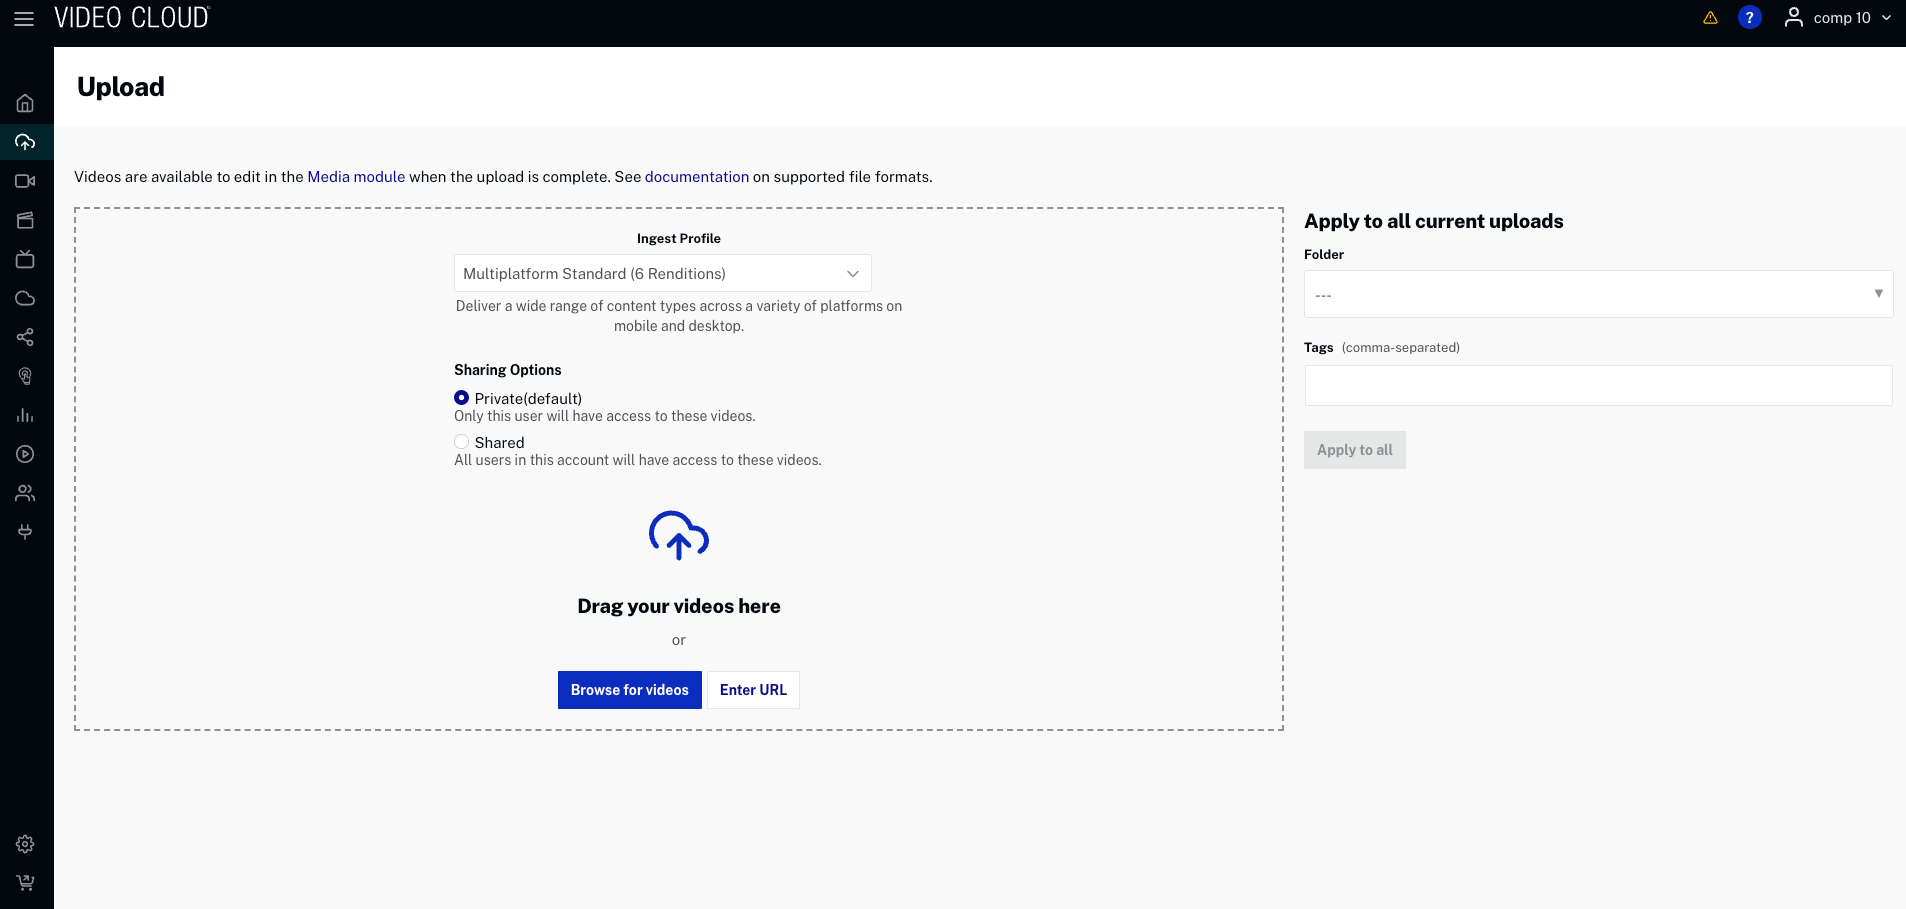 VIDEO CLOUD
? comp 10
Upload
Videos are available to edit in the Media module when the upload is complete. See documentation on supported file formats.
Ingest Profile
Multiplatform Standard (6 Renditions)
Deliver a wide range of content types across a variety of platforms on
mobile and desktop.
Sharing Options
Private(default)
Only this user will have access to these videos.
Shared
All users in this account will have access to these videos.
Drag your videos here
or
Browse for videos Enter URL
Apply to all current uploads
Folder
---
Tags (comma-separated)
Apply to all